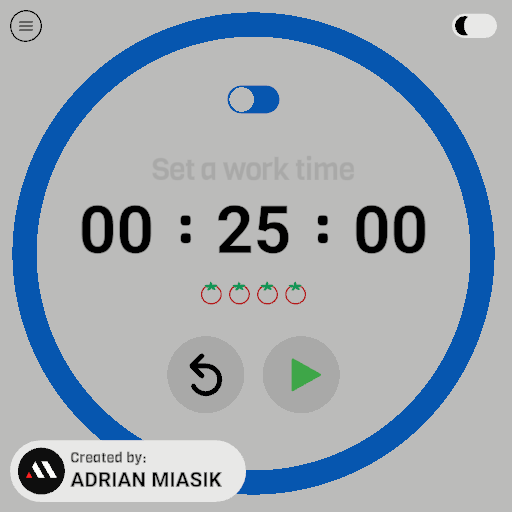 Set a work time
00 : 25 : 00
Created by:
ADRIAN MIASIK